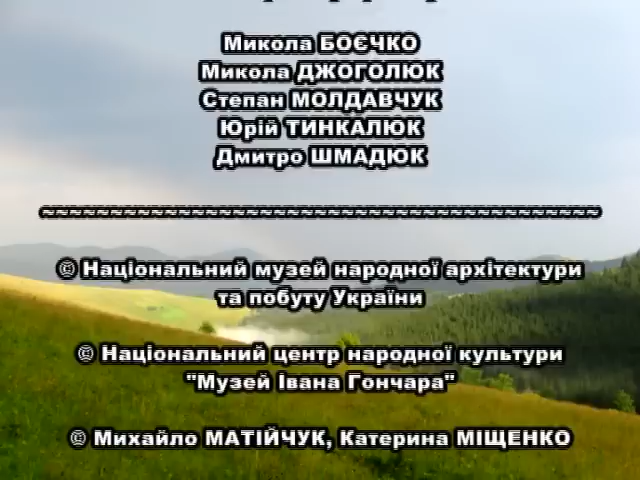 Микола БОЄЧКО
Микола ДЖОГОЛЮК
Степан МОЛДАВЧУК
Юрій ТИНКАЛЮК
Дмитро ШМАДЮК
~~~~~~~~~~~~~~~~~~~~~~~~~~~~~~~~~~~~~~~~
© Національний музей народної архітектури
та побуту України
© Національний центр народної культури
"Музей Івана Гончара"
© Михайло МАТІЙЧУК, Катерина МІЩЕНКО